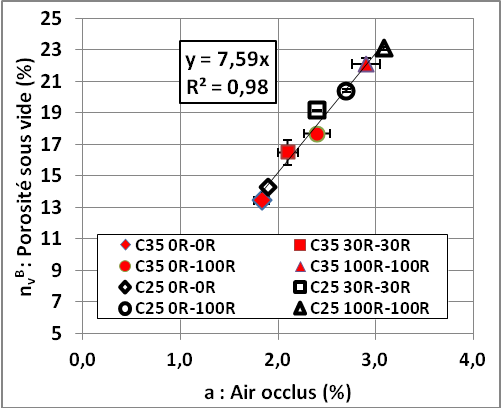 25
23
21
19
17
15
13
11
9
7
5
n_v^B : Porosité sous vide (%)
y = 7,59x
R² = 0,98
C35 0R-0R
C35 30R-30R
C35 0R-100R
C35 100R-100R
C25 0R-0R
C25 30R-30R
C25 0R-100R
C25 100R-100R
0,0 1,0 2,0 3,0 4,0
a : Air occlus (%)